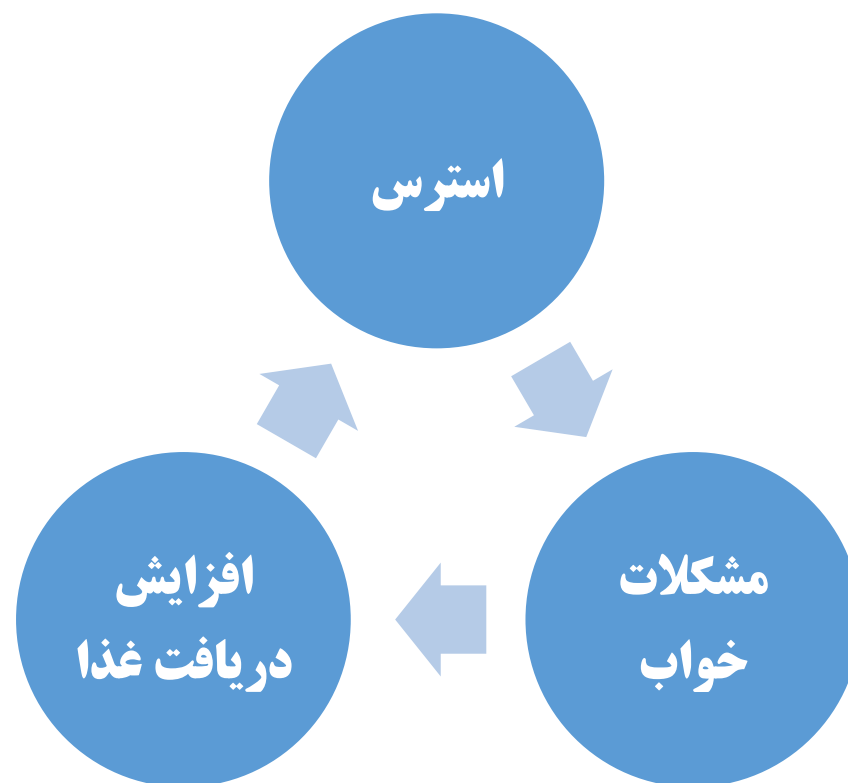 استرس
مشکلات
خواب
افزایش
دریافت غذا